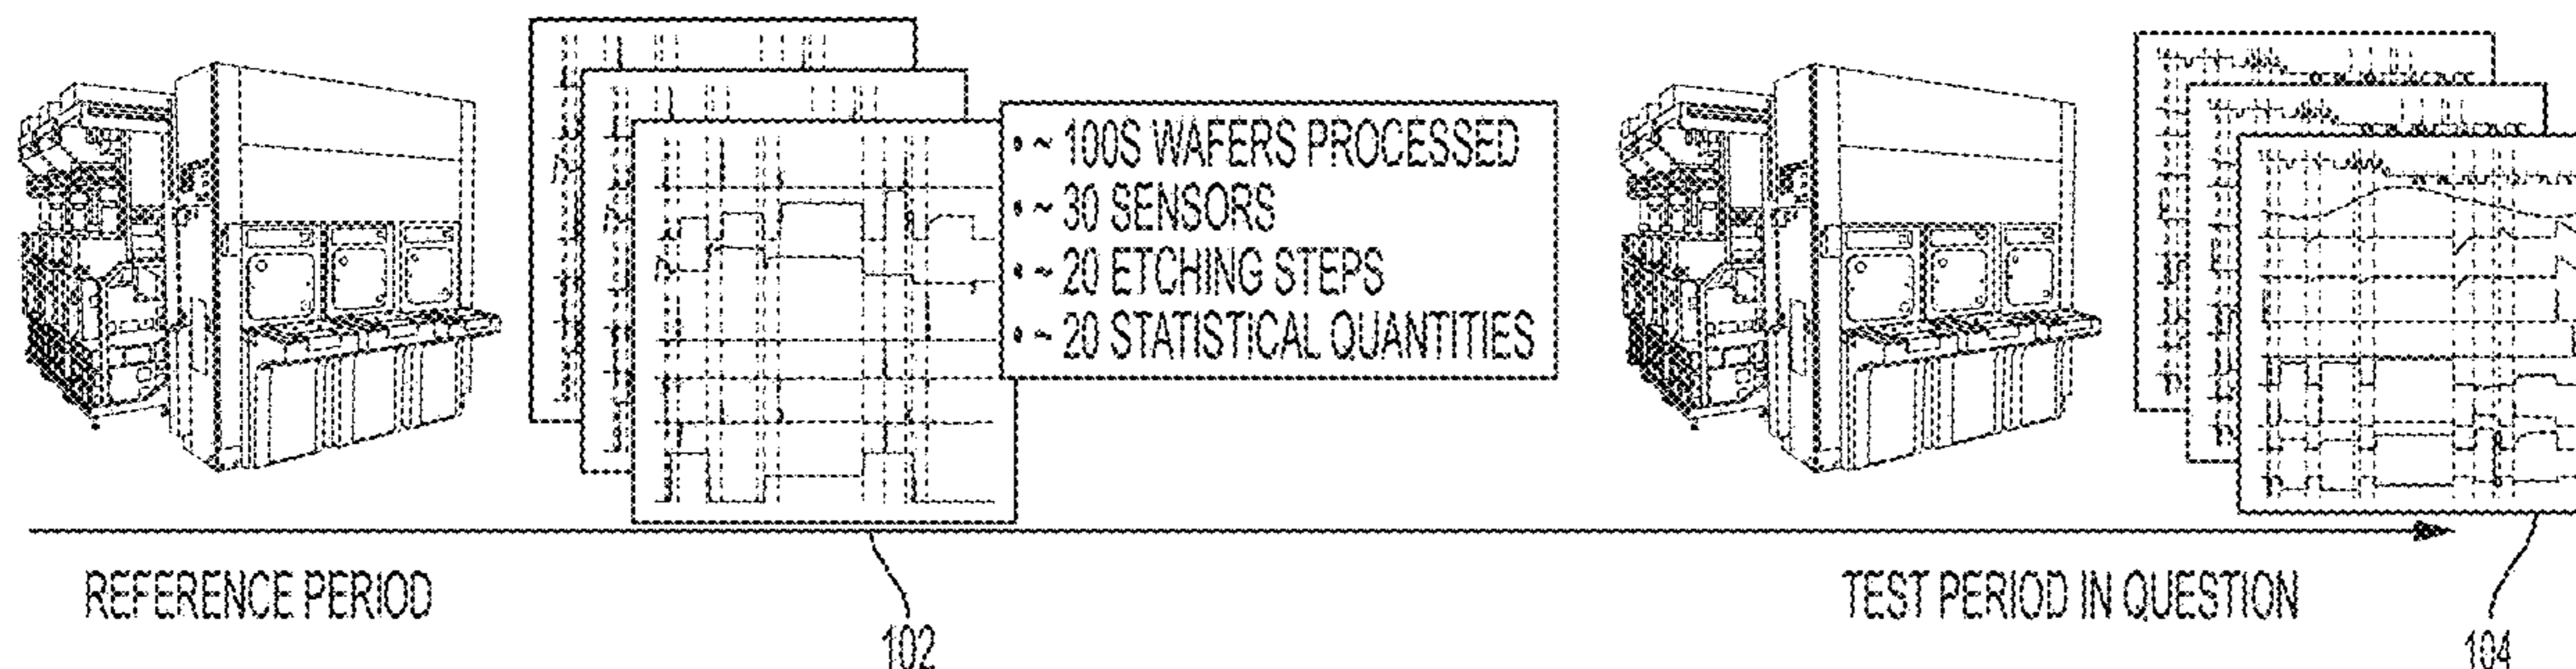 • ~ 100S WAFERS PROCESSED
• ~ 30 SENSORS
• ~ 20 ETCHING STEPS
• ~ 20 STATISTICAL QUANTITIES
REFERENCE PERIOD
TEST PERIOD IN QUESTION
102
104